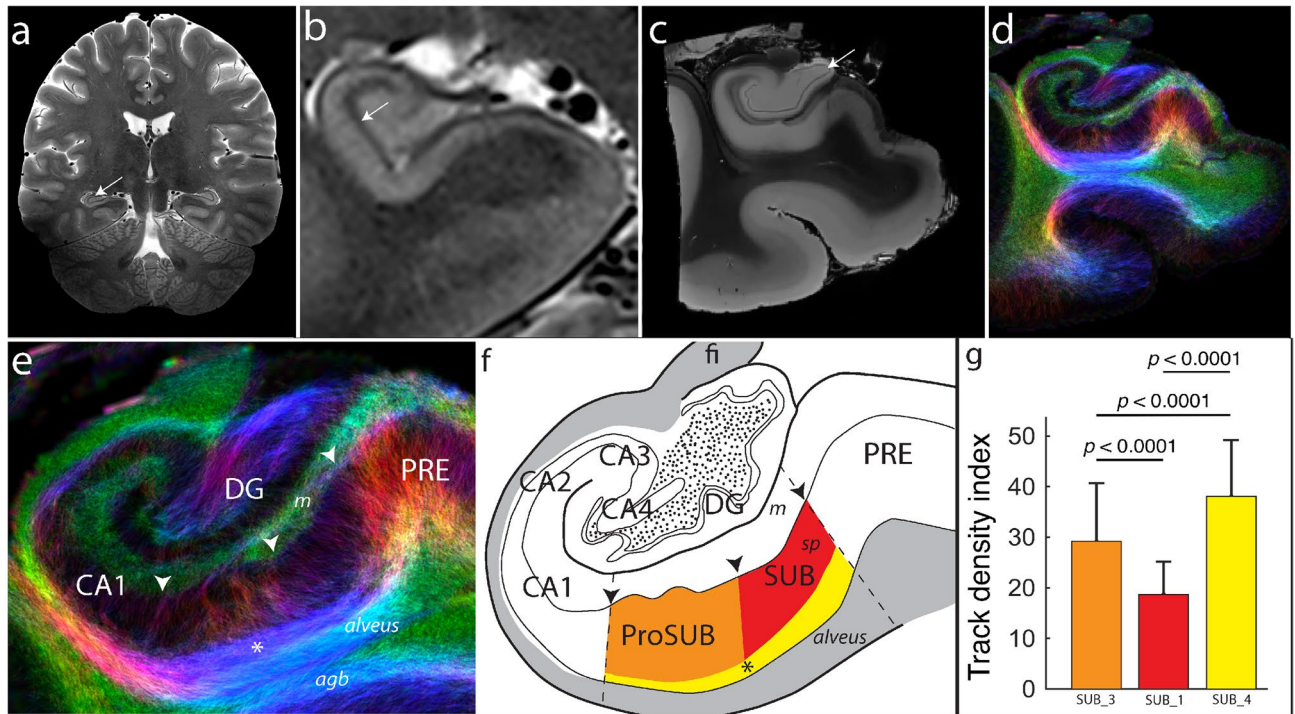 a
b
c
d
e
DG
m
PRE
CA1
alveus
*
agb
f
fi
CA3
CA2
CA4
DG
m
PRE
CA1
sp
SUB
ProSUB
alveus
*
g
p < 0.0001
p < 0.0001
p < 0.0001
Track density index
50
40
30
20
10
0
SUB_3 SUB_1 SUB_4